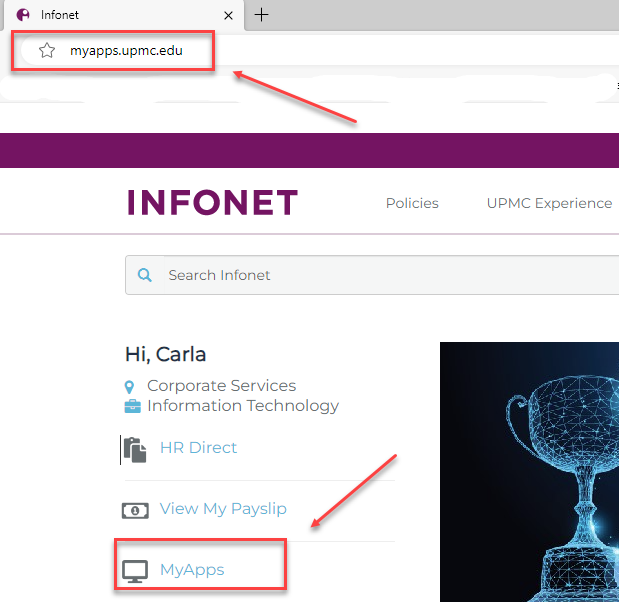 Infonet
myapps.upmc.edu
INFONET
Policies
UPMC Experience
Search Infonet
Hi, Carla
Corporate Services
Information Technology
HR Direct
View My Payslip
MyApps